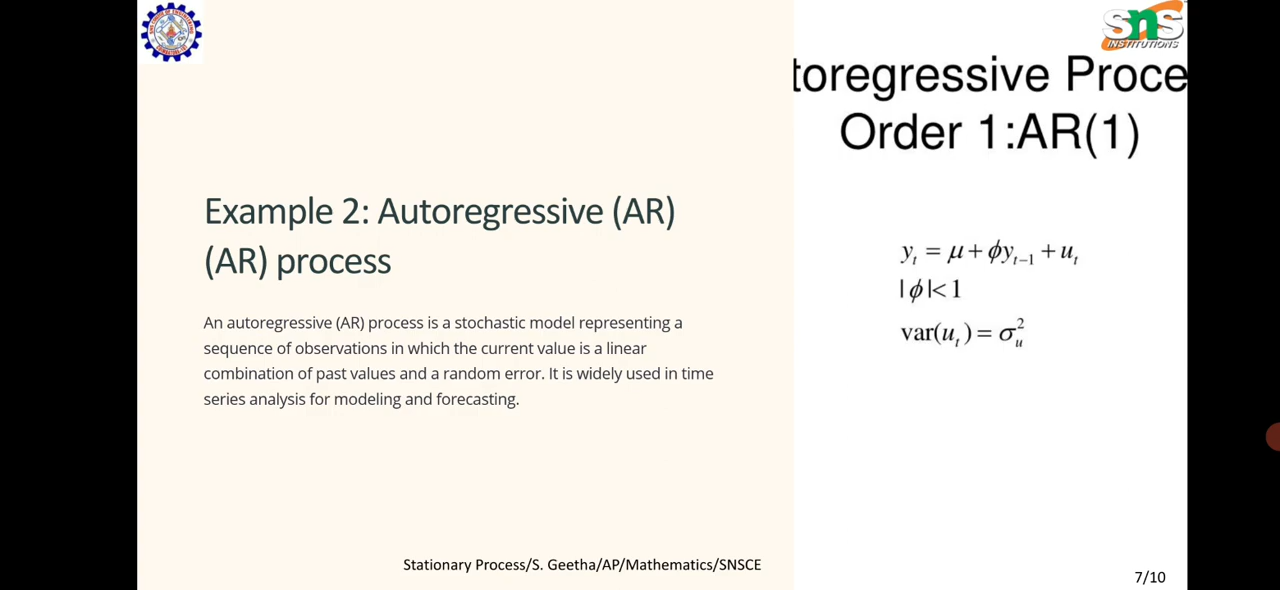 sns
INSTITUTIONS
toregressive Proce
Order 1:AR(1)
Example 2: Autoregressive (AR)
(AR) process
An autoregressive (AR) process is a stochastic model representing a
sequence of observations in which the current value is a linear
combination of past values and a random error. It is widely used in time
series analysis for modeling and forecasting.
yₜ = μ + ϕyₜ₋₁ + uₜ
|ϕ|< 1
var(uₜ) = σᵤ²
Stationary Process/S. Geetha/AP/Mathematics/SNSCE
7/10